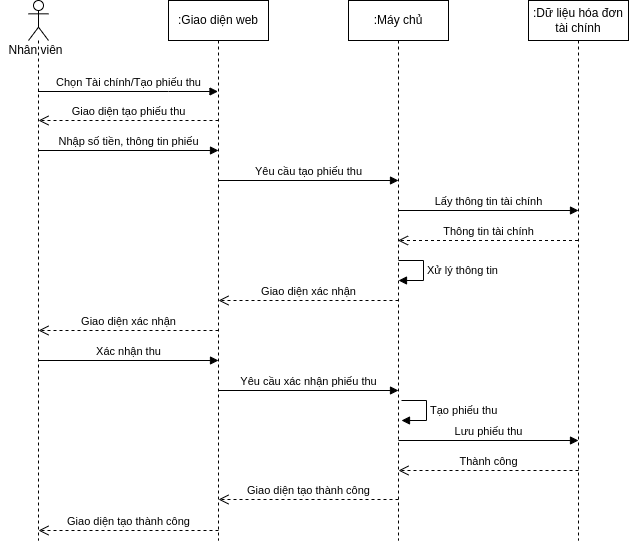 :Giao diện web
:Máy chủ
:Dữ liệu hóa đơn
tài chính
Nhân viên
Chọn Tài chính/Tạo phiếu thu
Giao diện tạo phiếu thu
Nhập số tiền, thông tin phiếu
Yêu cầu tạo phiếu thu
Lấy thông tin tài chính
Thông tin tài chính
Xử lý thông tin
Giao diện xác nhận
Giao diện xác nhận
Xác nhận thu
Yêu cầu xác nhận phiếu thu
Tạo phiếu thu
Lưu phiếu thu
Thành công
Giao diện tạo thành công
Giao diện tạo thành công